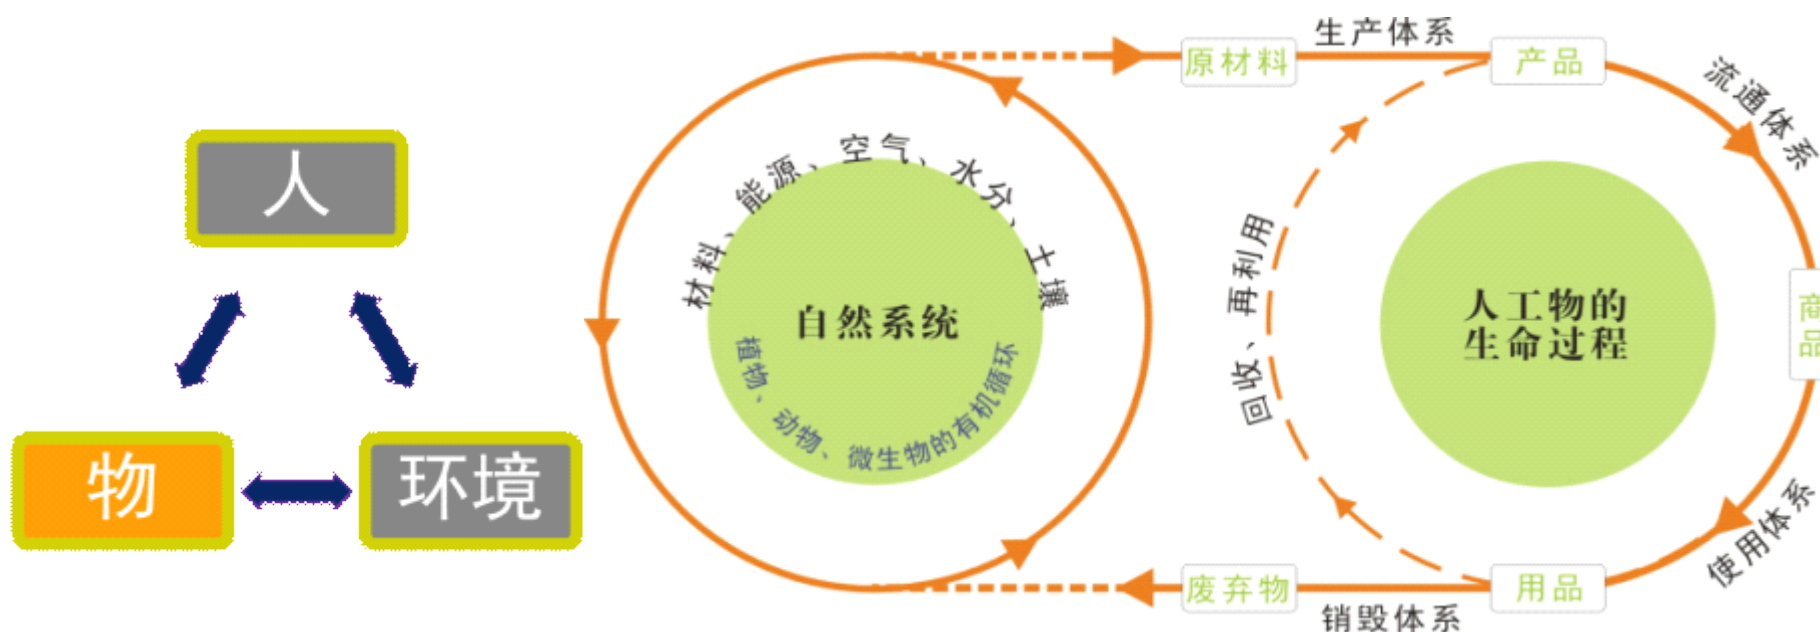 人
物
环境
材料、能源、空气、水分、土壤
自然系统
植物、动物、微生物的有机循环
原材料
生产体系
产品
流通体系
商品
使用体系
用品
销毁体系
废弃物
回收、再利用
人工物的
生命过程